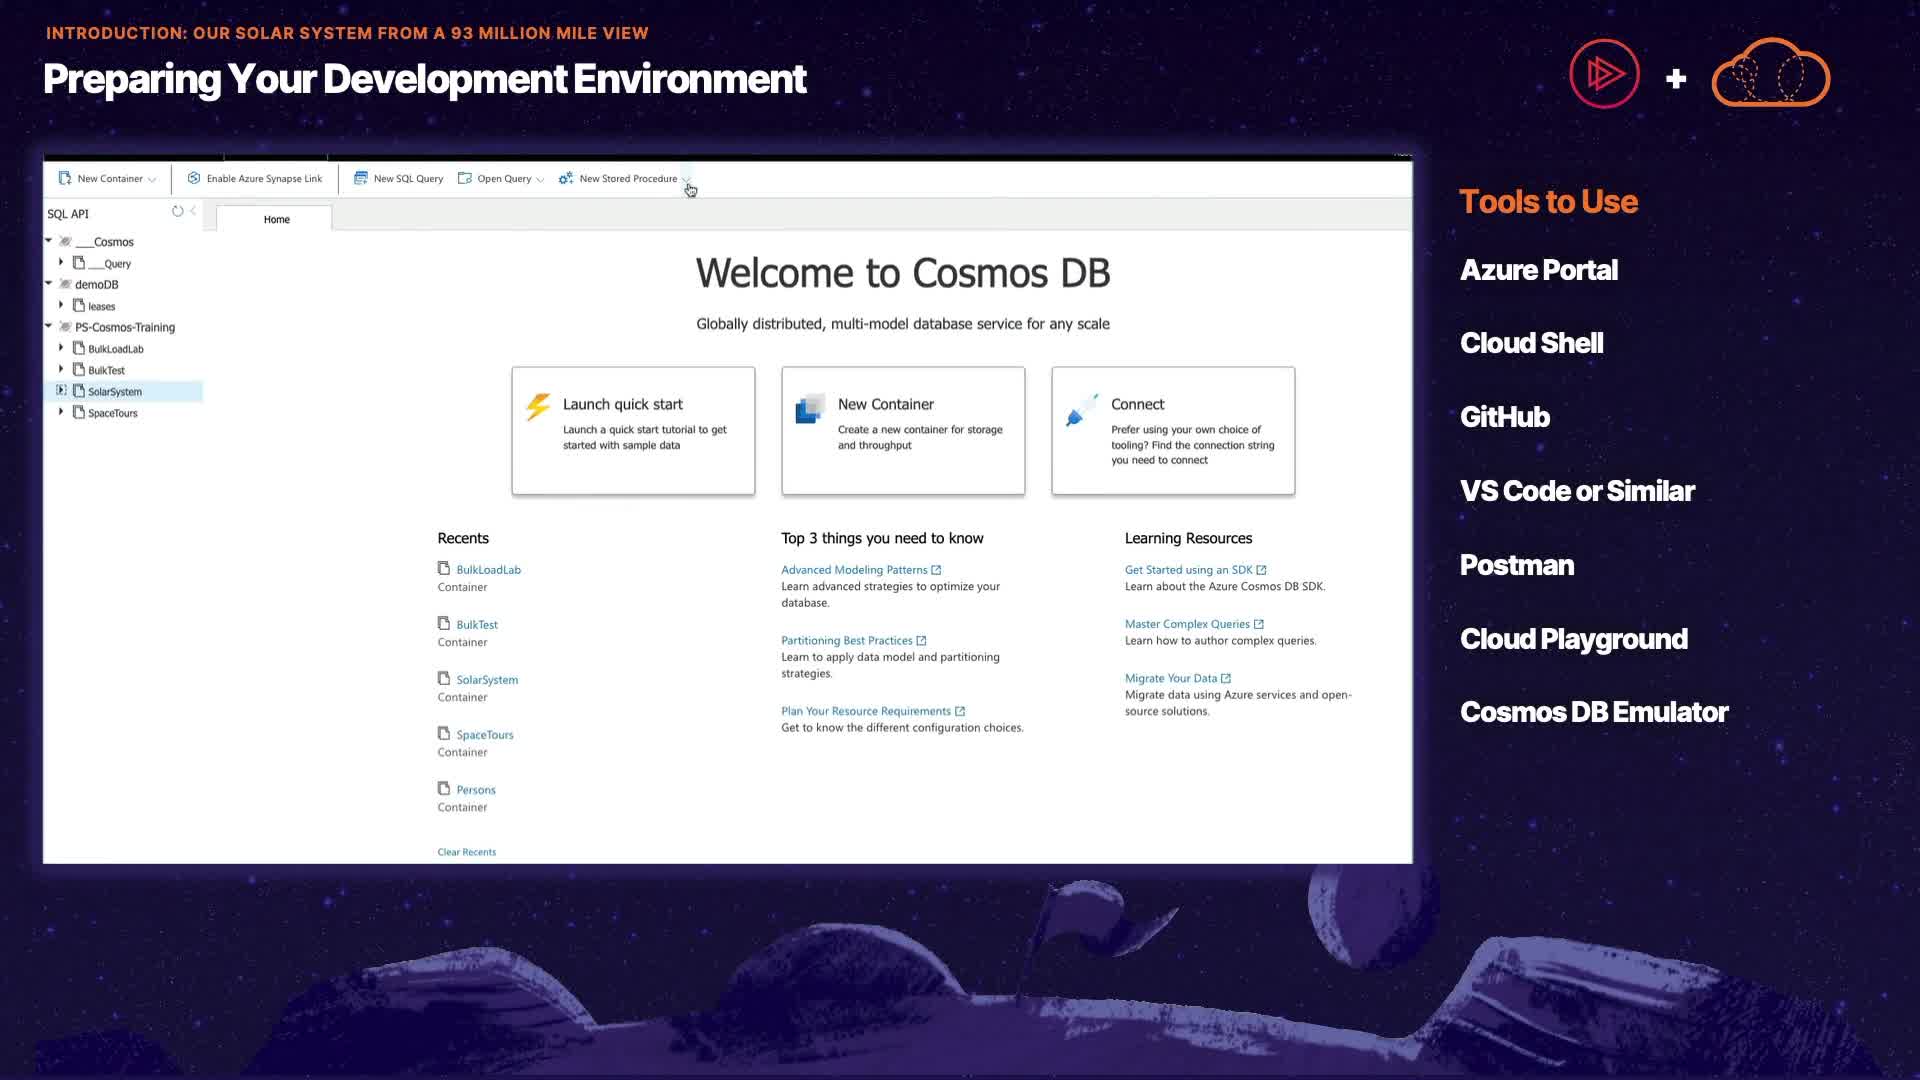 INTRODUCTION: OUR SOLAR SYSTEM FROM A 93 MILLION MILE VIEW
Preparing Your Development Environment
New Container
Enable Azure Synapse Link
New SQL Query
Open Query
New Stored Procedure
SQL API
Home
___Cosmos
___Query
demoDB
leases
PS-Cosmos-Training
BulkLoadLab
BulkTest
SolarSystem
SpaceTours
Welcome to Cosmos DB
Globally distributed, multi-model database service for any scale
Launch quick start
Launch a quick start tutorial to get
started with sample data
New Container
Create a new container for storage
and throughput
Connect
Prefer using your own choice of
tooling? Find the connection string
you need to connect
Recents
BulkLoadLab
Container
BulkTest
Container
SolarSystem
Container
SpaceTours
Container
Persons
Container
Clear Recents
Top 3 things you need to know
Advanced Modeling Patterns
Learn advanced strategies to optimize your
database.
Partitioning Best Practices
Learn to apply data model and partitioning
strategies.
Plan Your Resource Requirements
Get to know the different configuration choices.
Learning Resources
Get Started using an SDK
Learn about the Azure Cosmos DB SDK.
Master Complex Queries
Learn how to author complex queries.
Migrate Your Data
Migrate data using Azure services and open-
source solutions.
+
Tools to Use
Azure Portal
Cloud Shell
GitHub
VS Code or Similar
Postman
Cloud Playground
Cosmos DB Emulator